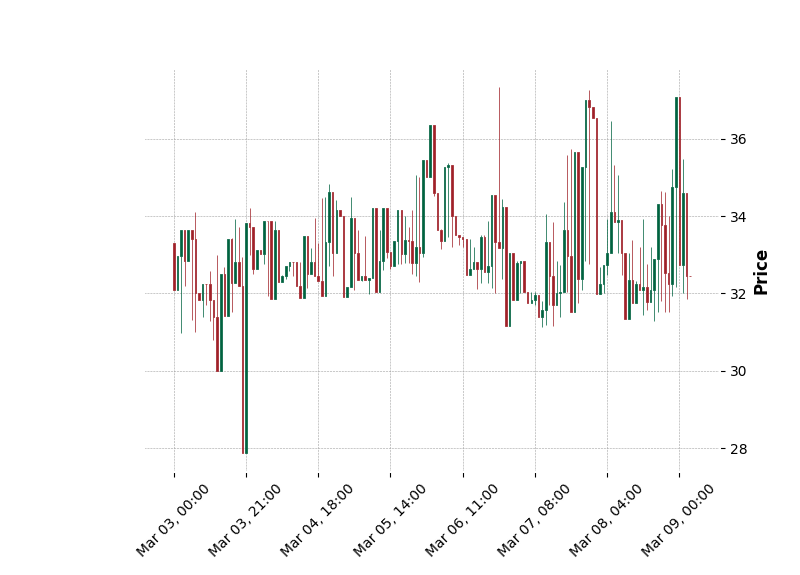 36
34
32
30
28
Price
Mar 03, 00:00
Mar 03, 21:00
Mar 04, 18:00
Mar 05, 14:00
Mar 06, 11:00
Mar 07, 08:00
Mar 08, 04:00
Mar 09, 00:00